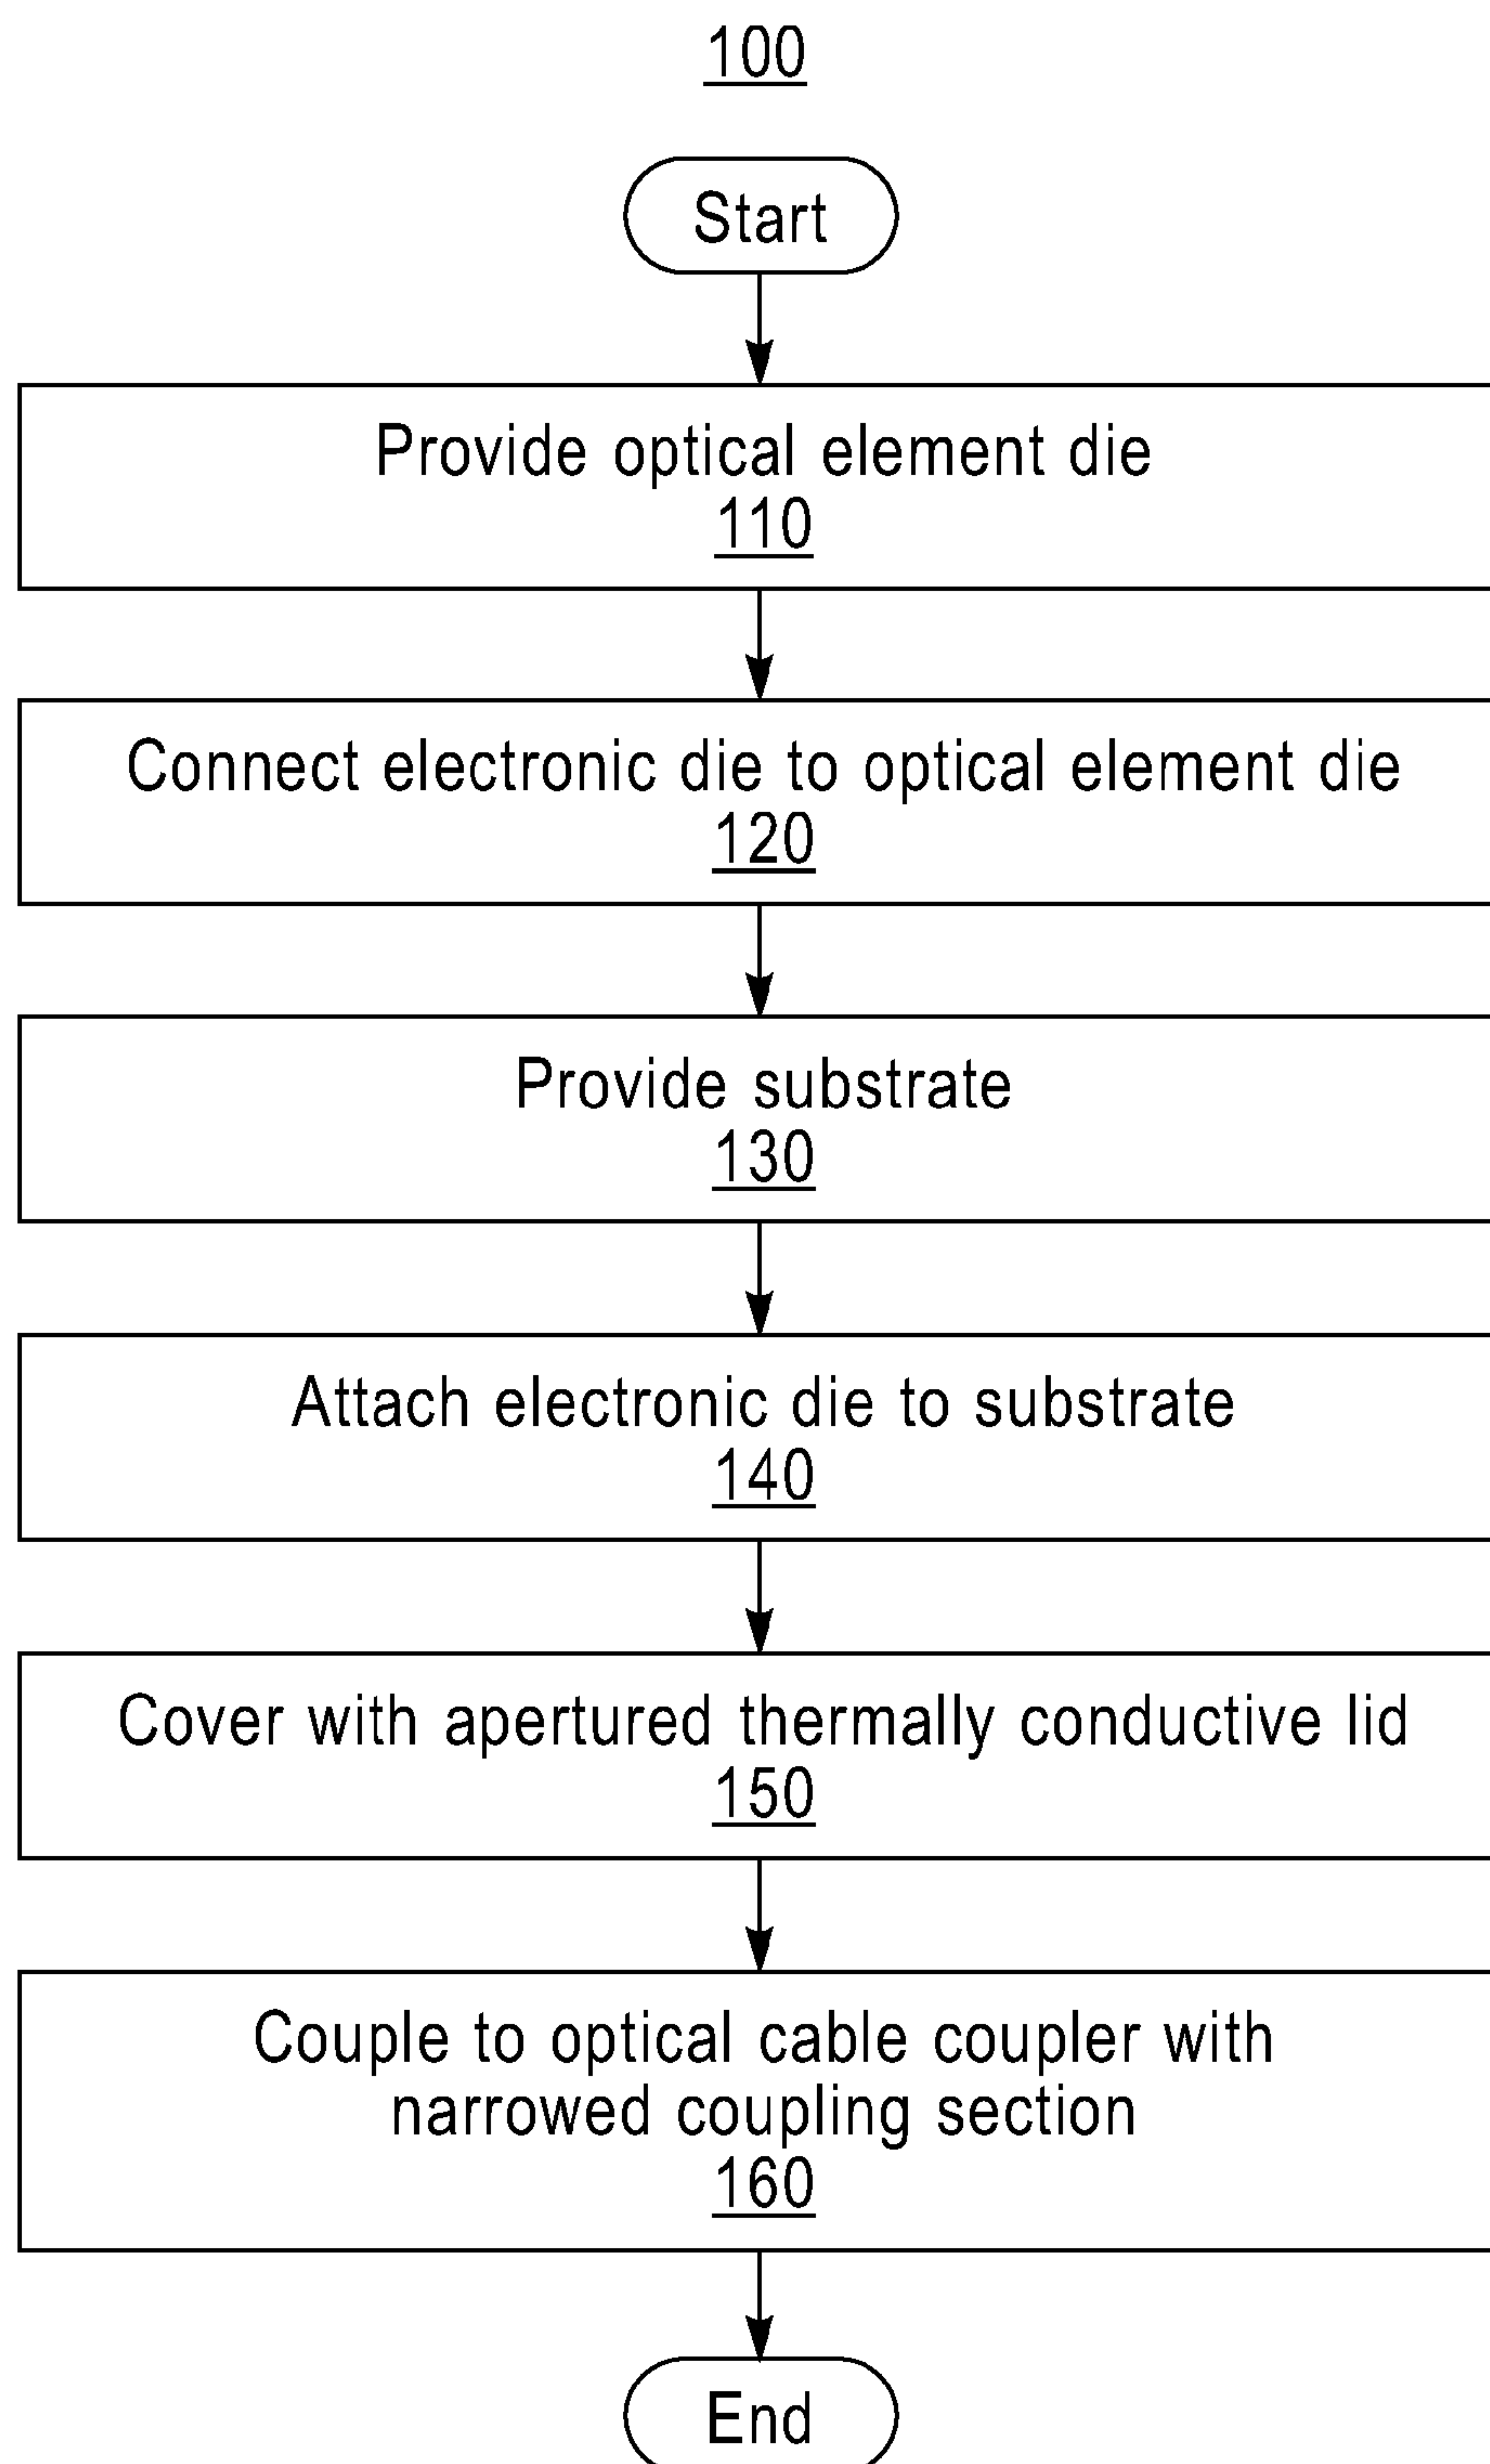 100
Start
Provide optical element die
110
Connect electronic die to optical element die
120
Provide substrate
130
Attach electronic die to substrate
140
Cover with apertured thermally conductive lid
150
Couple to optical cable coupler with
narrowed coupling section
160
End